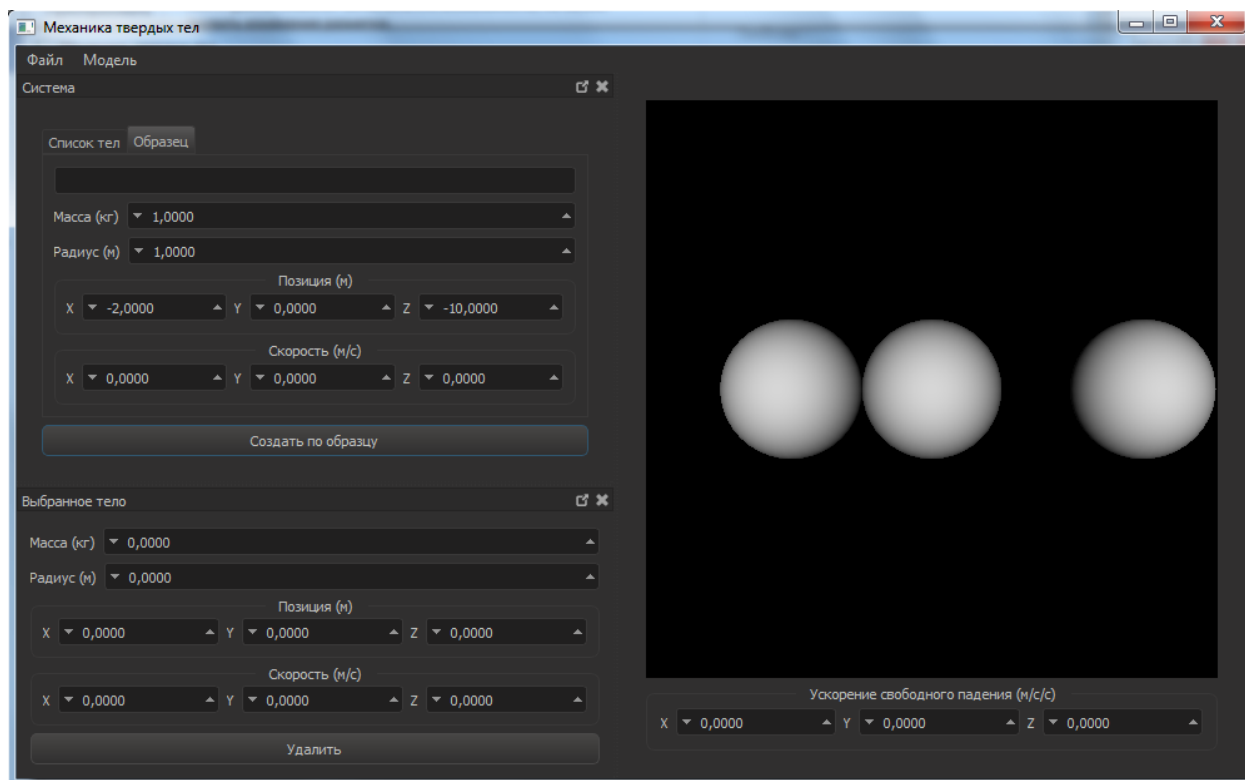 Механика твердых тел
Файл Модель
Система
Список тел Образец
Масса (кг) 1,0000
Радиус (м) 1,0000
Позиция (м)
X -2,0000 Y 0,0000 Z -10,0000
Скорость (м/с)
X 0,0000 Y 0,0000 Z 0,0000
Создать по образцу
Выбранное тело
Масса (кг) 0,0000
Радиус (м) 0,0000
Позиция (м)
X 0,0000 Y 0,0000 Z 0,0000
Скорость (м/с)
X 0,0000 Y 0,0000 Z 0,0000
Удалить
Ускорение свободного падения (м/с/с)
X 0,0000 Y 0,0000 Z 0,0000